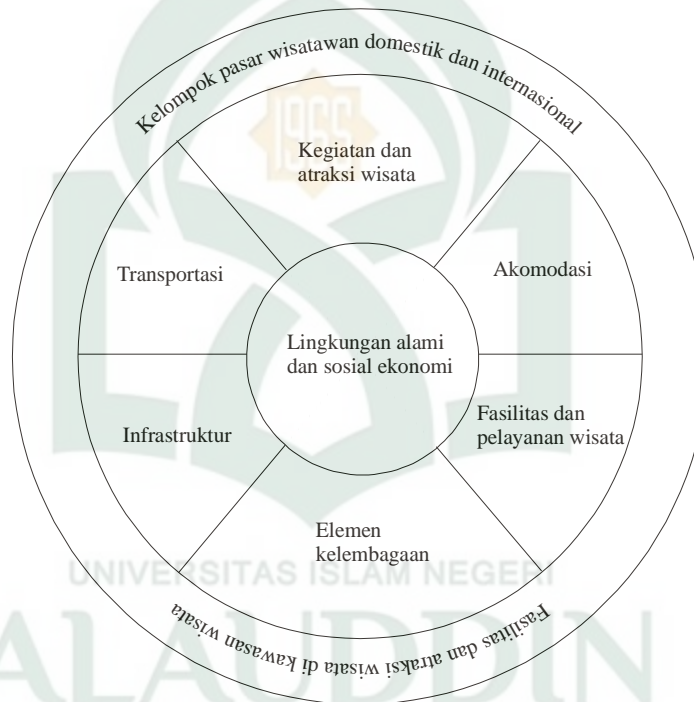 Kelompok pasar wisatawan domestik dan internasional
1965
Kegiatan dan
atraksi wisata
Transportasi
Akomodasi
Lingkungan alami
dan sosial ekonomi
Infrastruktur
Fasilitas dan
pelayanan wisata
Elemen
kelembagaan
UNIVERSITAS ISLAM NEGERI
Fasilitas dan atraksi wisata di kawasan wisata
ALAUDDIN